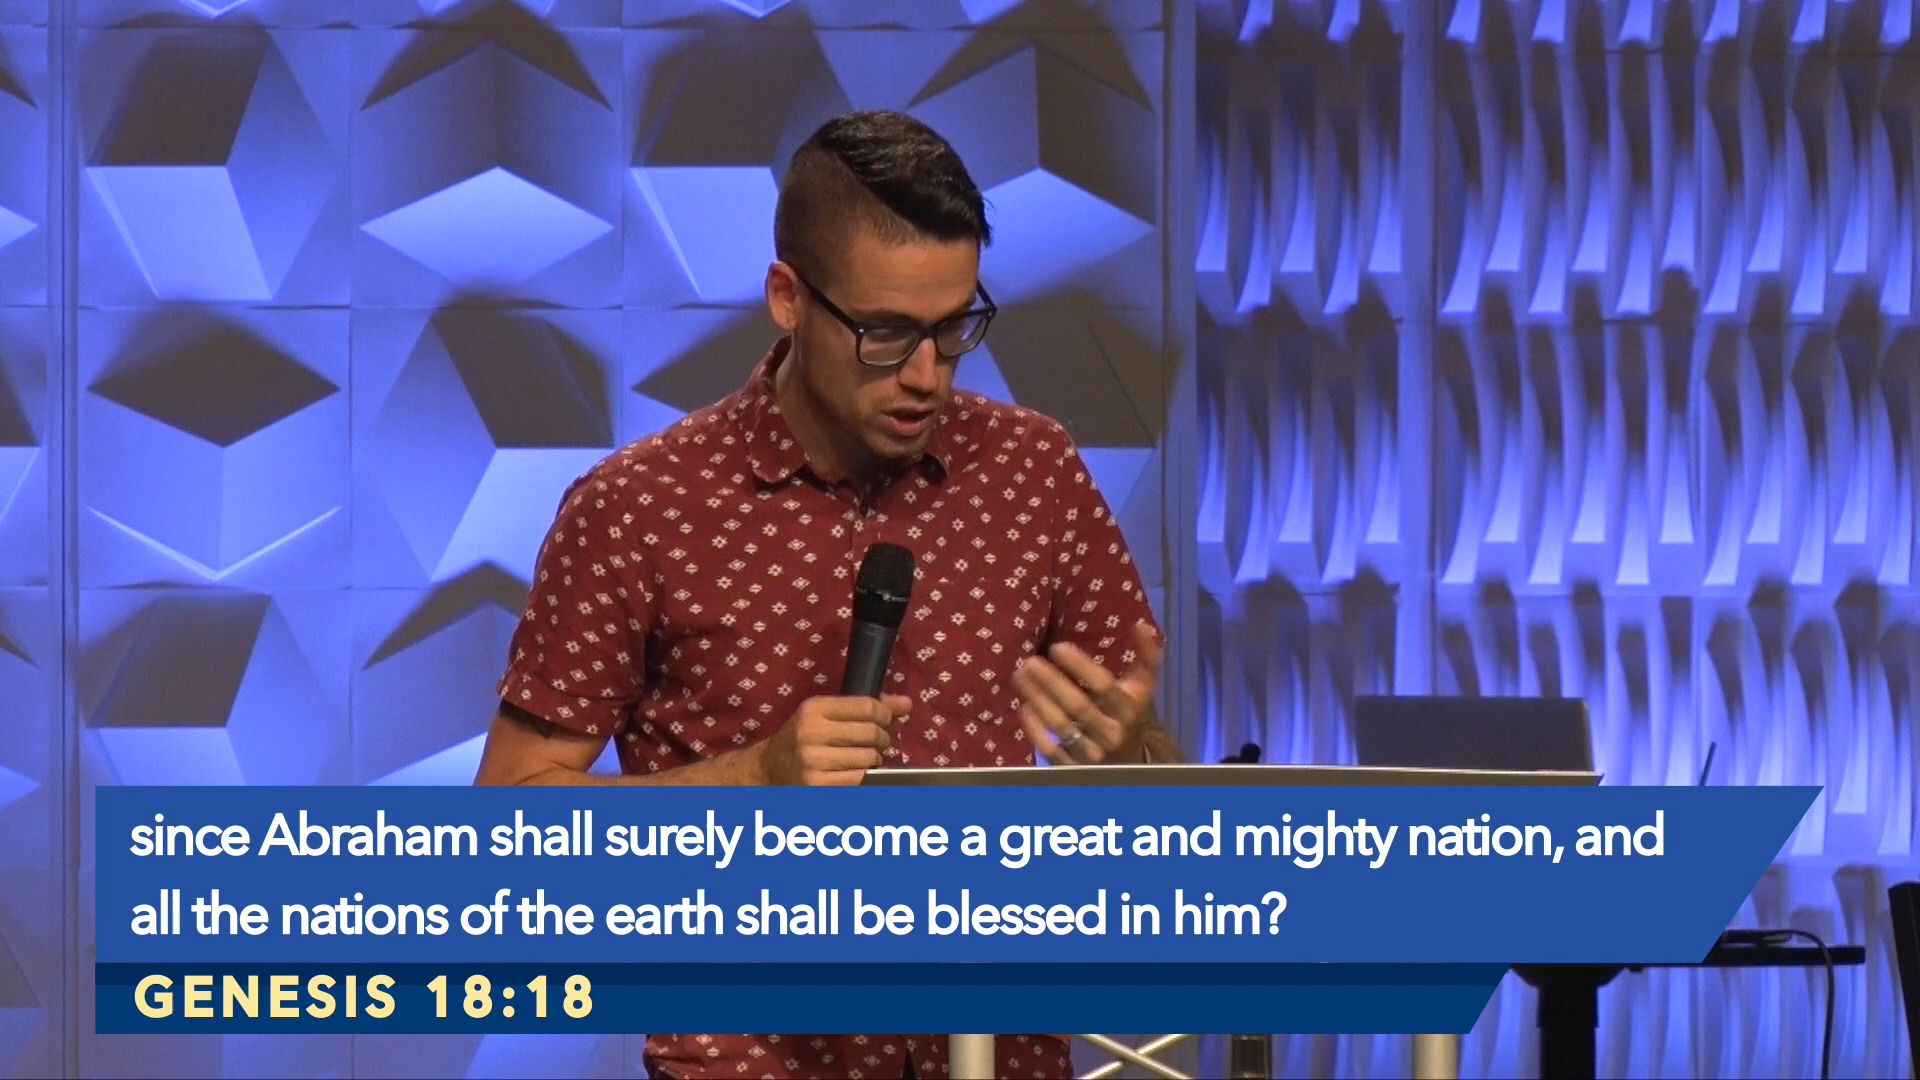 since Abraham shall surely become a great and mighty nation, and
all the nations of the earth shall be blessed in him?
GENESIS 18:18